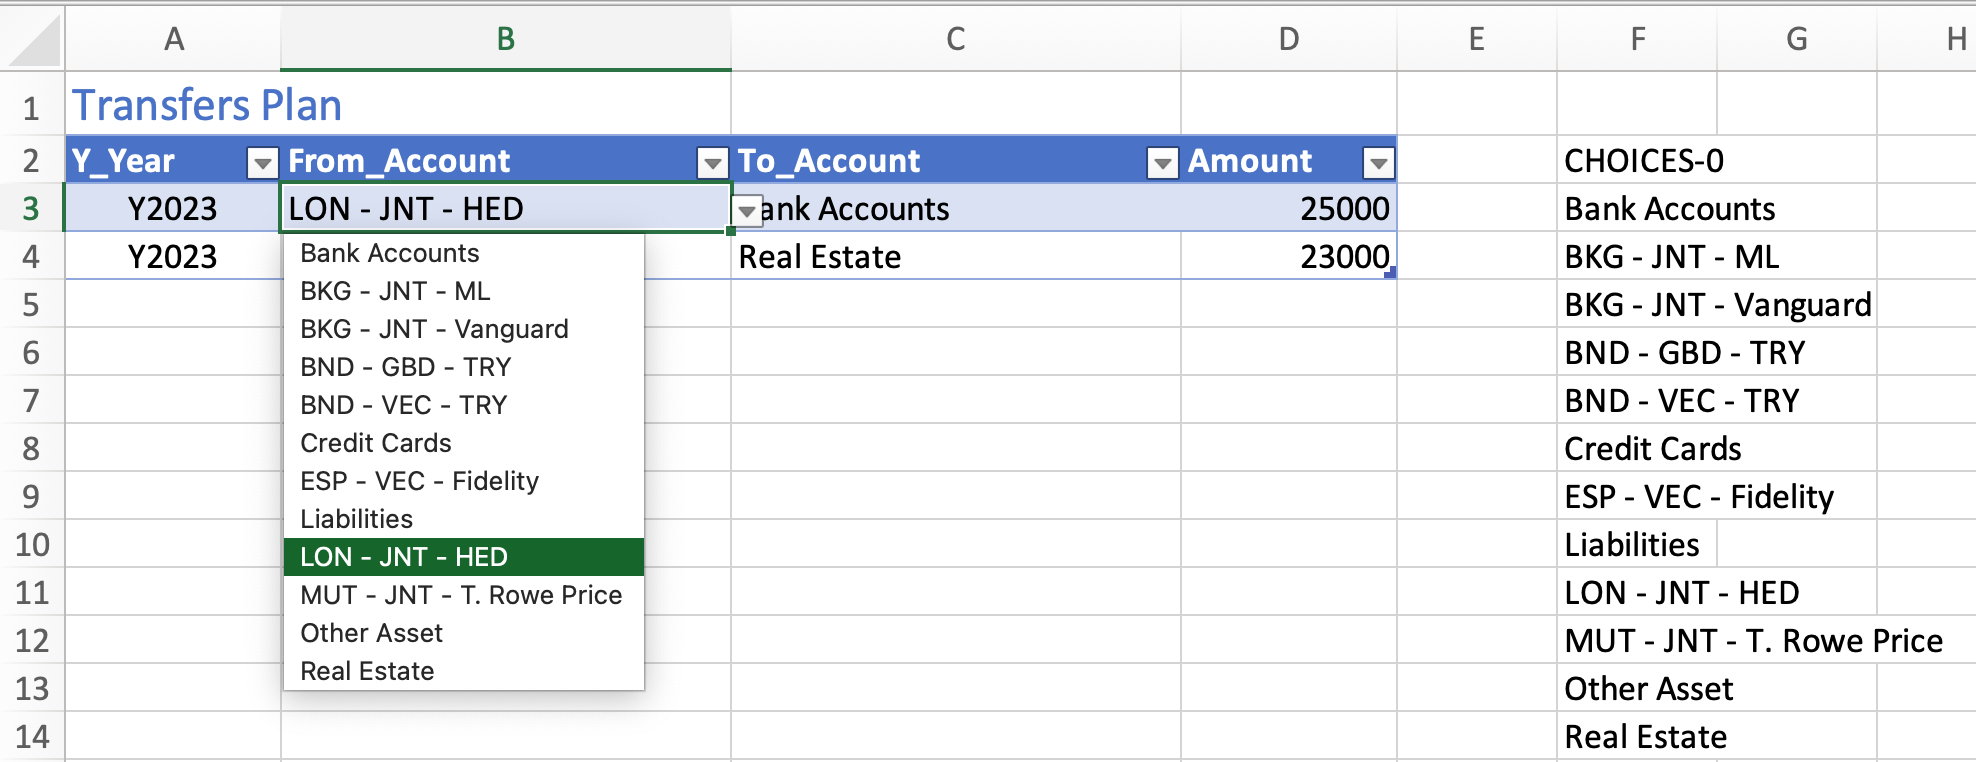 A B C D E F G H
1 Transfers Plan
2 Y_Year From_Account To_Account Amount CHOICES-0
3 Y2023 LON - JNT - HED ank Accounts 25000 Bank Accounts
4 Y2023 Bank Accounts Real Estate 23000 BKG - JNT - ML
BKG - JNT - ML
5 BKG - JNT - Vanguard BKG - JNT - Vanguard
6 BND - GBD - TRY BND - GBD - TRY
7 BND - VEC - TRY BND - VEC - TRY
8 Credit Cards Credit Cards
9 ESP - VEC - Fidelity ESP - VEC - Fidelity
Liabilities
10 LON - JNT - HED Liabilities
11 MUT - JNT - T. Rowe Price LON - JNT - HED
12 Other Asset MUT - JNT - T. Rowe Price
13 Real Estate Other Asset
14 Real Estate